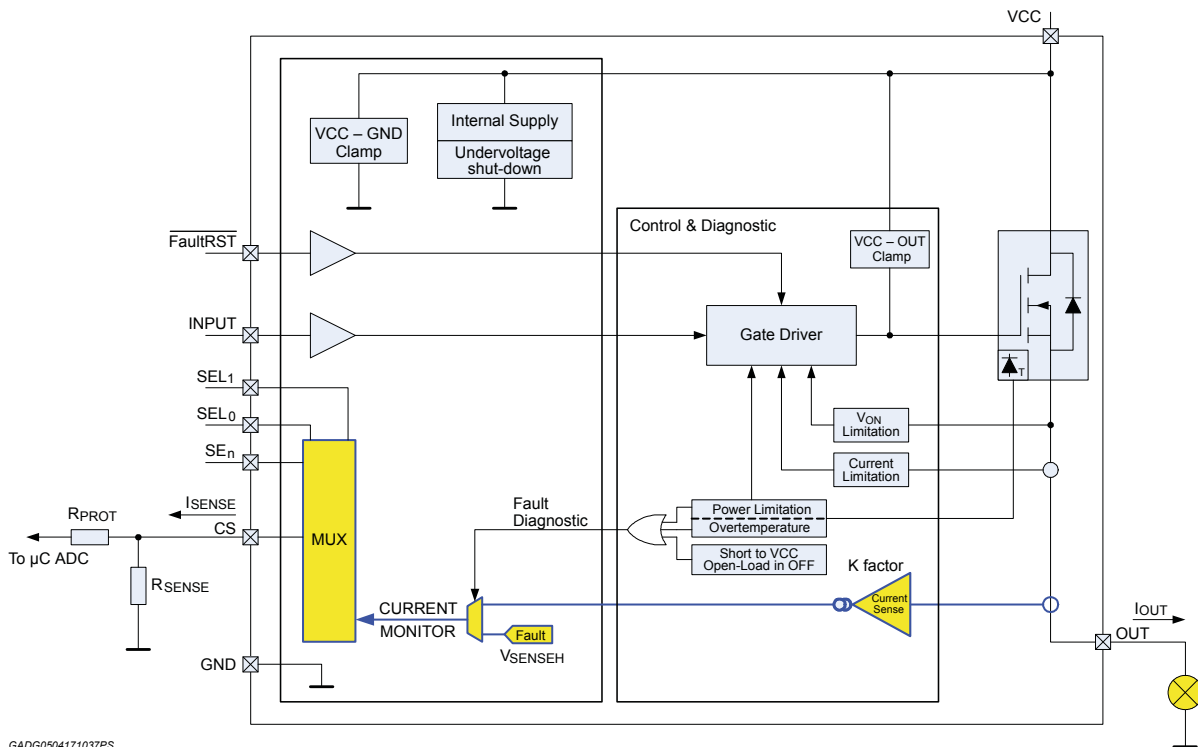 VCC
VCC – GND
Clamp
Internal Supply
Undervoltage
shut-down
Control & Diagnostic
FaultRST
VCC – OUT
Clamp
INPUT
Gate Driver
SEL1
T
SEL0
VON
Limitation
SEn
Current
Limitation
ISENSE
Fault
Diagnostic
Power Limitation
Overtemperature
RPROT
CS
MUX
To µC ADC
Short to VCC
Open-Load in OFF
K factor
RSENSE
Current
Sense
CURRENT
MONITOR
Fault
VSENSEH
IOUT
OUT
GND
GADG0504171037PS